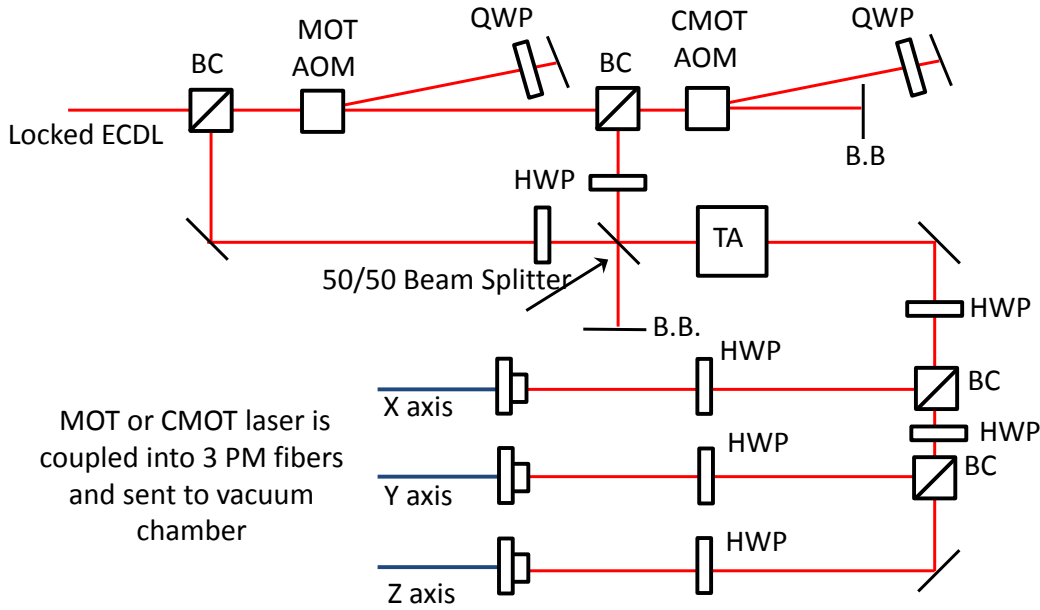 QWP
QWP
MOT
AOM
CMOT
AOM
BC
BC
Locked ECDL
B.B
HWP
TA
50/50 Beam Splitter
HWP
B.B.
HWP
BC
X axis
HWP
MOT or CMOT laser is
coupled into 3 PM fibers
and sent to vacuum
chamber
HWP
BC
Y axis
HWP
Z axis